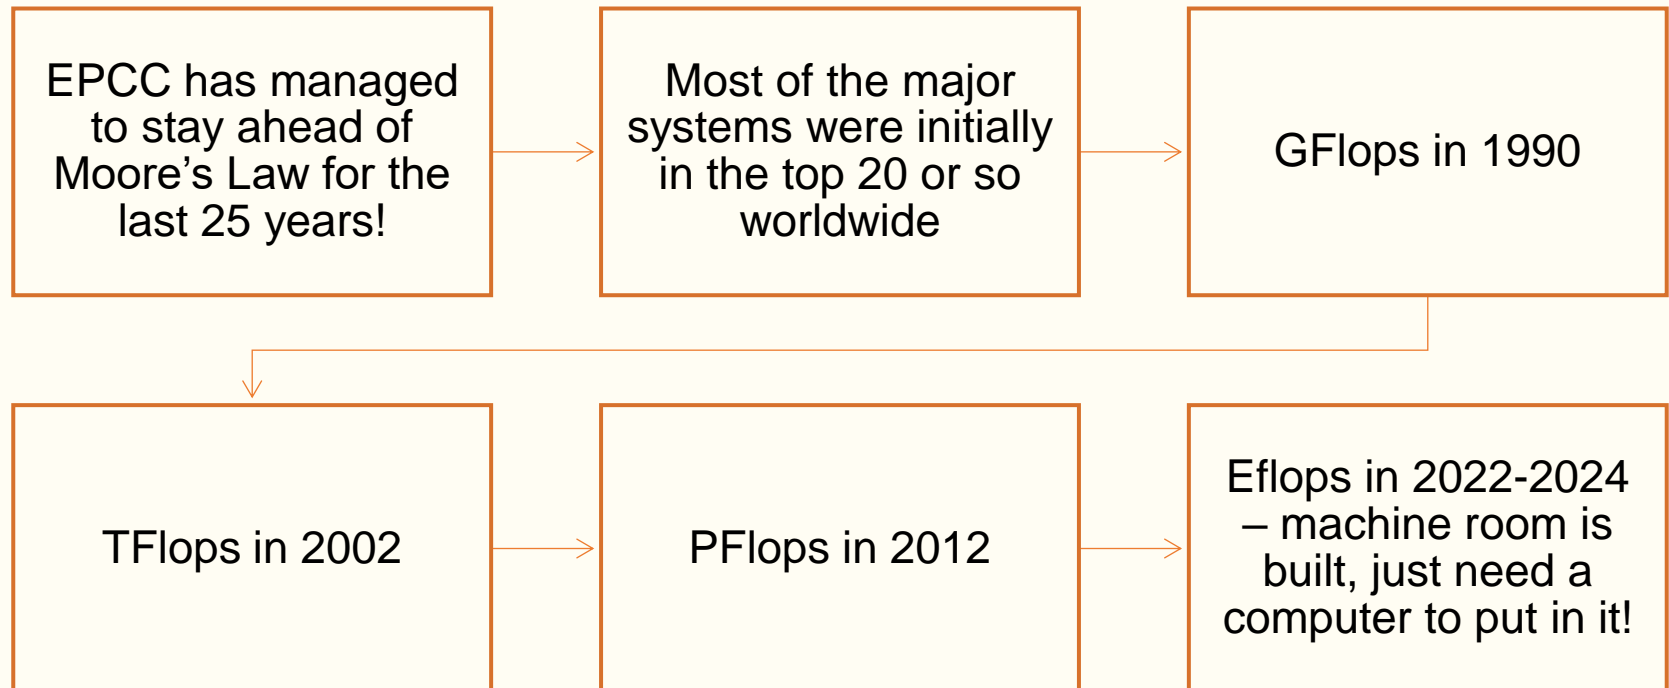 EPCC has managed
to stay ahead of
Moore’s Law for the
last 25 years!
Most of the major
systems were initially
in the top 20 or so
worldwide
GFlops in 1990
TFlops in 2002
PFlops in 2012
Eflops in 2022-2024
– machine room is
built, just need a
computer to put in it!